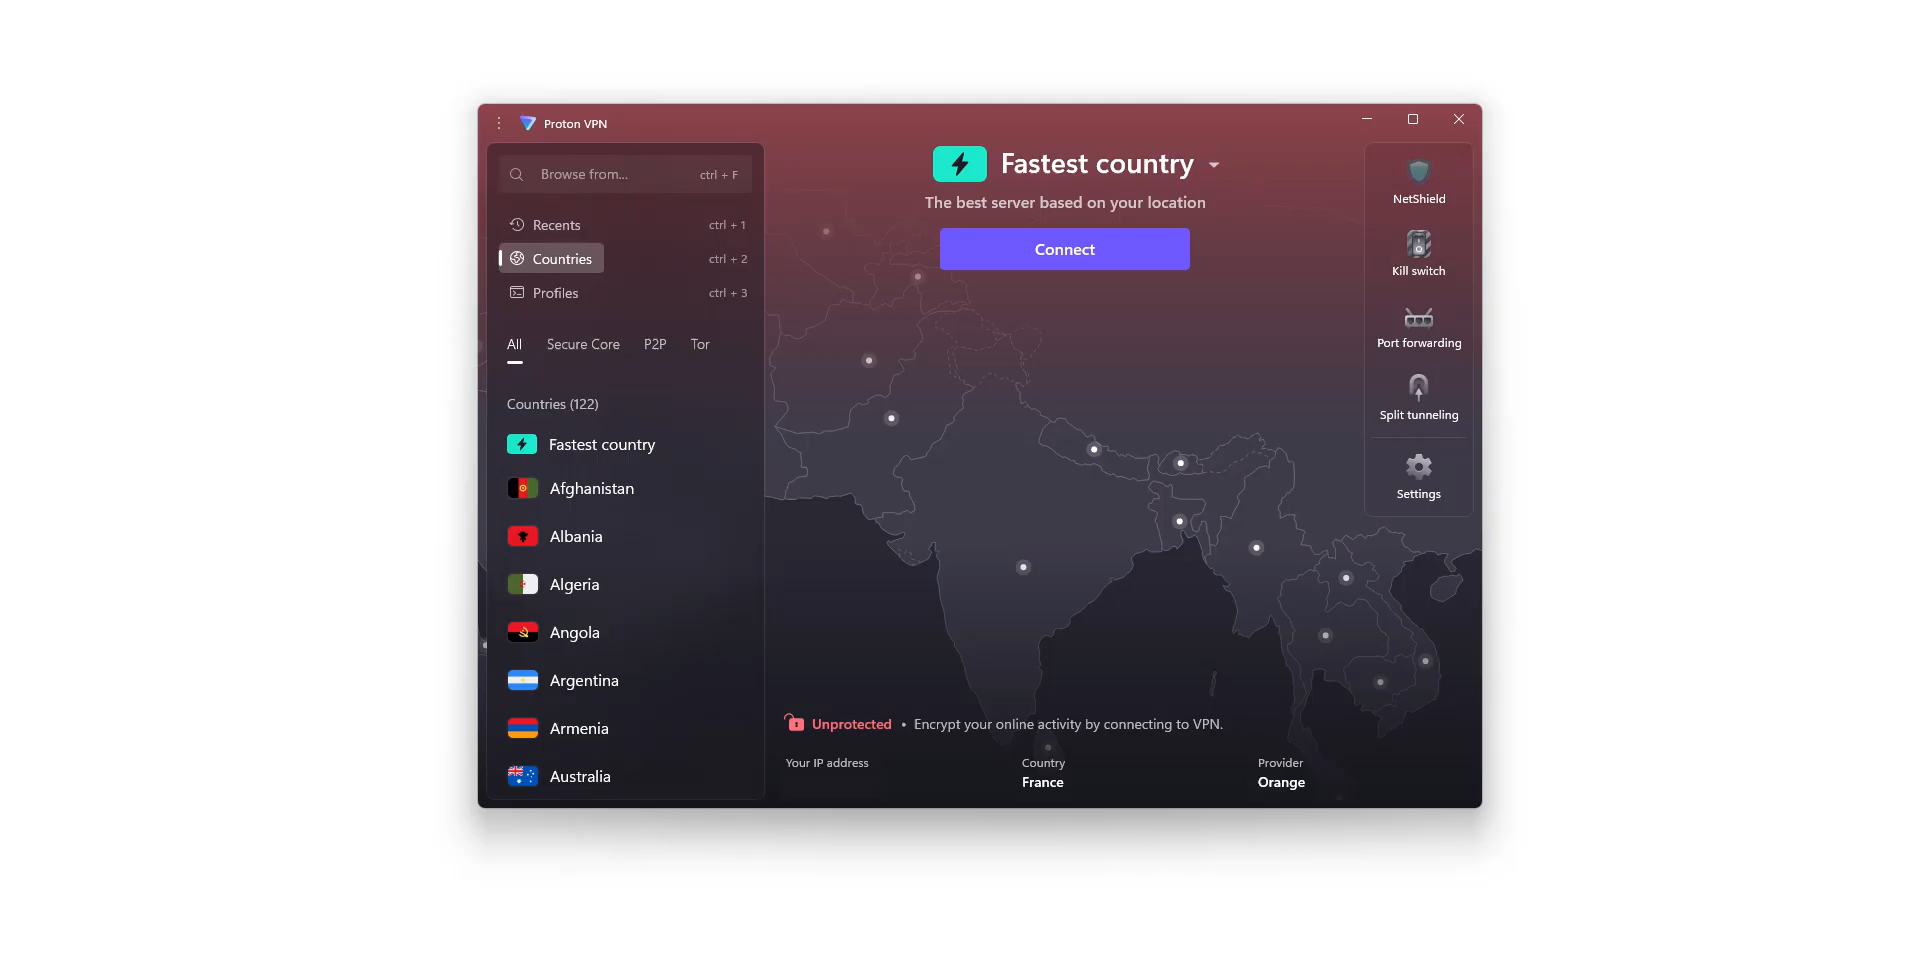 Proton VPN
Browse from...
ctrl + F
Recents
ctrl + 1
Countries
ctrl + 2
Profiles
ctrl + 3
All
Secure Core
P2P
Tor
Countries (122)
Fastest country
Afghanistan
Albania
Algeria
Angola
Argentina
Armenia
Australia
Fastest country
The best server based on your location
Connect
Unprotected • Encrypt your online activity by connecting to VPN.
Your IP address
Country
France
Provider
Orange
NetShield
Kill switch
Port forwarding
Split tunneling
Settings